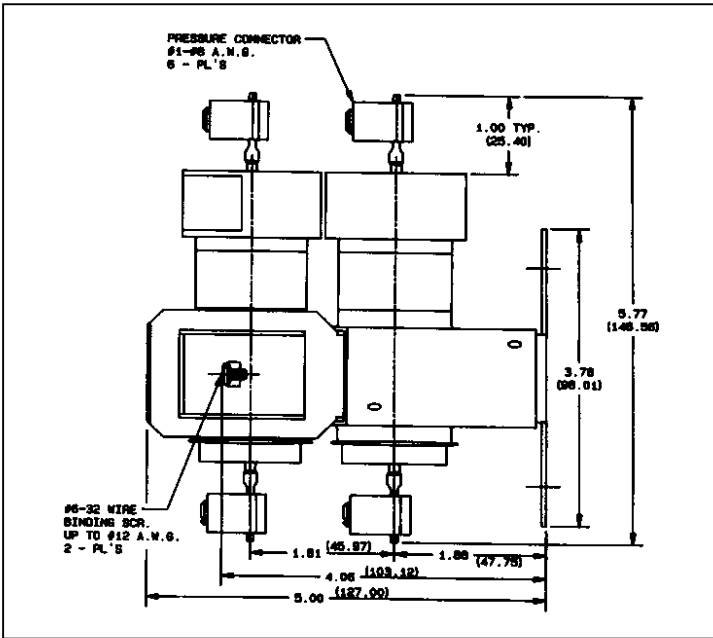 PRESSURE CONNECTOR
#1-#8 A.W.G.
6 - PL'S
1.00 TYP.
(25.40)
5.77
(146.56)
3.78
(96.01)
#6-32 WIRE
BINDING SCR.
UP TO #12 A.W.G.
2 - PL'S
1.81 (45.97)
1.88 (47.75)
4.06 (103.12)
5.00 (127.00)